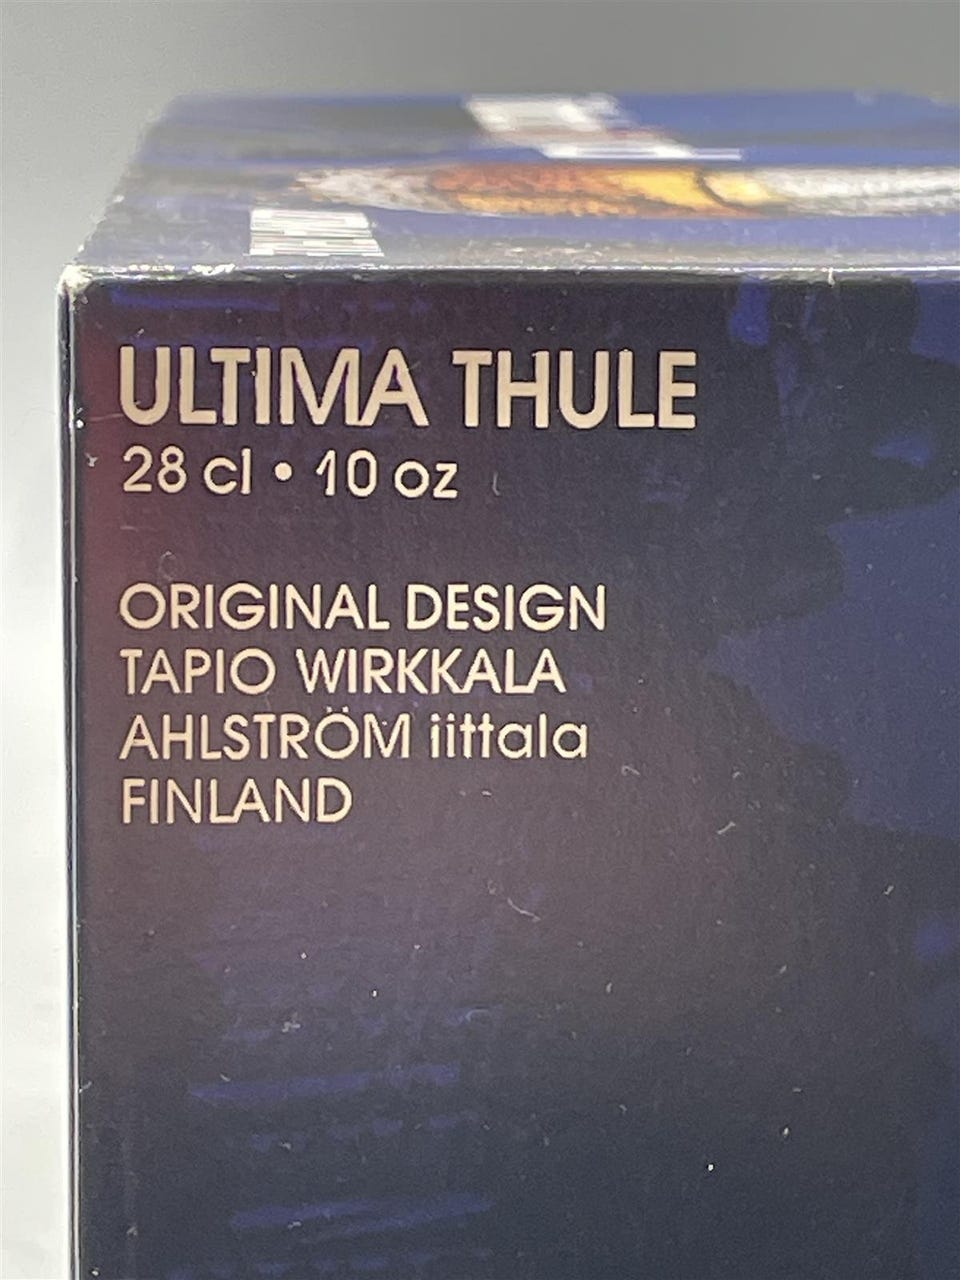 ULTIMA THULE
28 cl • 10 oz
ORIGINAL DESIGN
TAPIO WIRKKALA
AHLSTRÖM iittala
FINLAND